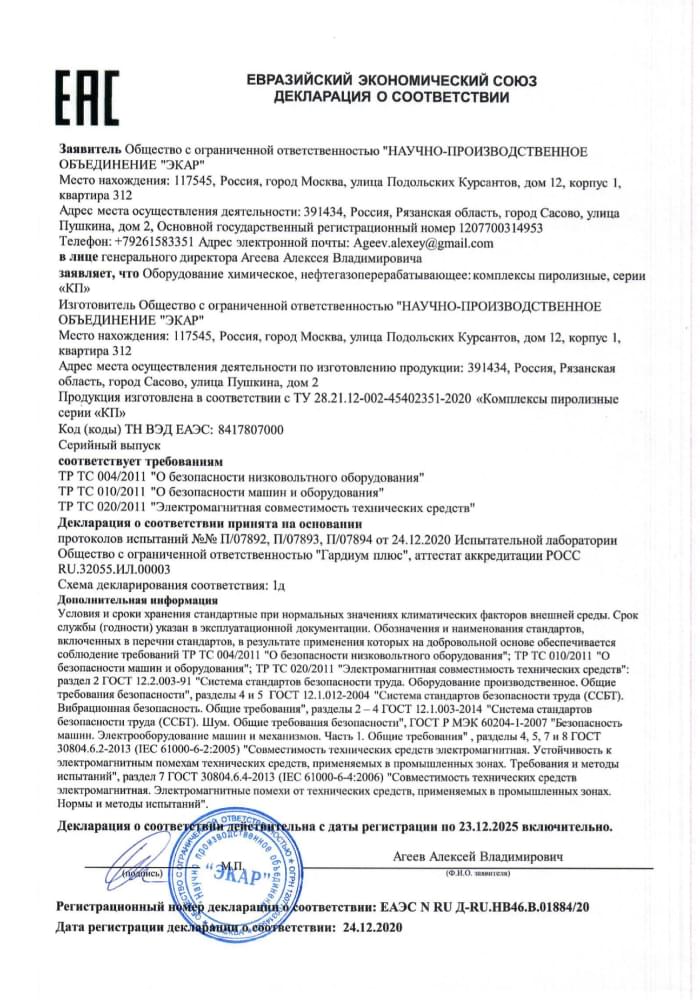 ЕАС
ЕВРАЗИЙСКИЙ ЭКОНОМИЧЕСКИЙ СОЮЗ
ДЕКЛАРАЦИЯ О СООТВЕТСТВИИ
Заявитель Общество с ограниченной ответственностью "НАУЧНО-ПРОИЗВОДСТВЕННОЕ
ОБЪЕДИНЕНИЕ "ЭКАР"
Место нахождения: 117545, Россия, город Москва, улица Подольских Курсантов, дом 12, корпус 1,
квартира 312
Адрес места осуществления деятельности: 391434, Россия, Рязанская область, город Сасово, улица
Пушкина, дом 2, Основной государственный регистрационный номер 1207700314953
Телефон: +79261583351 Адрес электронной почты: Ageev.alexey@gmail.com
в лице генерального директора Агеева Алексея Владимировича
заявляет, что Оборудование химическое, нефтегазоперерабатывающее: комплексы пиролизные, серии
«КП»
Изготовитель Общество с ограниченной ответственностью "НАУЧНО-ПРОИЗВОДСТВЕННОЕ
ОБЪЕДИНЕНИЕ "ЭКАР"
Место нахождения: 117545, Россия, город Москва, улица Подольских Курсантов, дом 12, корпус 1,
квартира 312
Адрес места осуществления деятельности по изготовлению продукции: 391434, Россия, Рязанская
область, город Сасово, улица Пушкина, дом 2
Продукция изготовлена в соответствии с ТУ 28.21.12-002-45402351-2020 «Комплексы пиролизные
серии «КП»
Код (коды) ТН ВЭД ЕАЭС: 8417807000
Серийный выпуск
соответствует требованиям
ТР ТС 004/2011 "О безопасности низковольтного оборудования"
ТР ТС 010/2011 "О безопасности машин и оборудования"
ТР ТС 020/2011 "Электромагнитная совместимость технических средств"
Декларация о соответствии принята на основании
протоколов испытаний №№ П/07892, П/07893, П/07894 от 24.12.2020 Испытательной лаборатории
Общество с ограниченной ответственностью "Гардиум плюс", аттестат аккредитации РОСС
RU.32055.ИЛ.00003
Схема декларирования соответствия: 1д
Дополнительная информация
Условия и сроки хранения стандартные при нормальных значениях климатических факторов внешней среды. Срок
службы (годности) указан в эксплуатационной документации. Обозначения и наименования стандартов,
включенных в перечни стандартов, в результате применения которых на добровольной основе обеспечивается
соблюдение требований ТР ТС 004/2011 "О безопасности низковольтного оборудования"; ТР ТС 010/2011 "О
безопасности машин и оборудования"; ТР ТС 020/2011 "Электромагнитная совместимость технических средств":
раздел 2 ГОСТ 12.2.003-91 "Система стандартов безопасности труда. Оборудование производственное. Общие
требования безопасности", разделы 4 и 5 ГОСТ 12.1.012-2004 "Система стандартов безопасности труда (ССБТ).
Вибрационная безопасность. Общие требования", разделы 2 – 4 ГОСТ 12.1.003-2014 "Система стандартов
безопасности труда (ССБТ). Шум. Общие требования безопасности", ГОСТ Р МЭК 60204-1-2007 "Безопасность
машин. Электрооборудование машин и механизмов. Часть 1. Общие требования" , разделы 4, 5, 7 и 8 ГОСТ
30804.6.2-2013 (IEC 61000-6-2:2005) "Совместимость технических средств электромагнитная. Устойчивость к
электромагнитным помехам технических средств, применяемых в промышленных зонах. Требования и методы
испытаний", раздел 7 ГОСТ 30804.6.4-2013 (IEC 61000-6-4:2006) "Совместимость технических средств
электромагнитная. Электромагнитные помехи от технических средств, применяемых в промышленных зонах.
Нормы и методы испытаний".
Декларация о соответствии действительна с даты регистрации по 23.12.2025 включительно.
Агеев Алексей Владимирович
(подпись) М.П. (Ф.И.О. заявителя)
ОБЩЕСТВО С ОГРАНИЧЕННОЙ ОТВЕТСТВЕННОСТЬЮ
Научно производственное объединение
"ЭКАР"
МОСКВА
Регистрационный номер декларации о соответствии: ЕАЭС N RU Д-RU.НВ46.В.01884/20
Дата регистрации декларации о соответствии: 24.12.2020